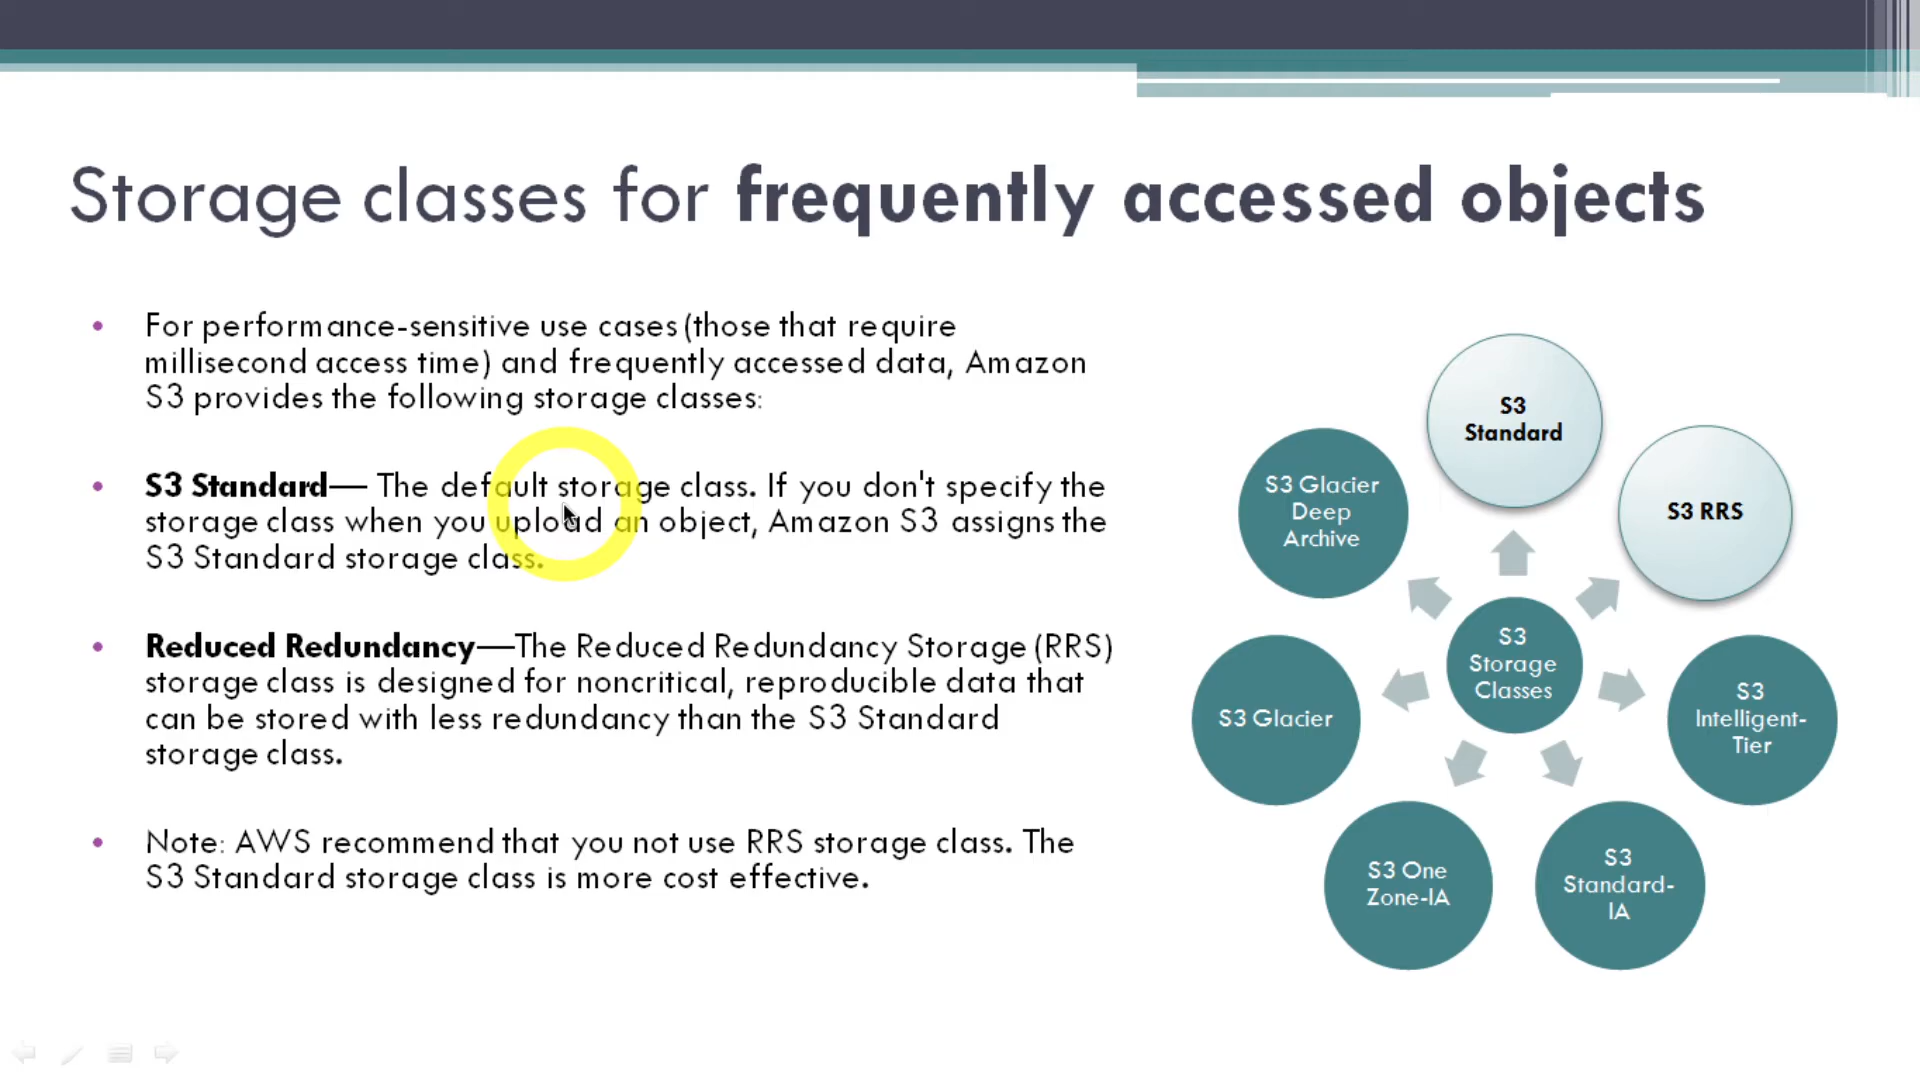 Storage classes for frequently accessed objects
• For performance-sensitive use cases (those that require
millisecond access time) and frequently accessed data, Amazon
S3 provides the following storage classes:
• S3 Standard— The default storage class. If you don't specify the
storage class when you upload an object, Amazon S3 assigns the
S3 Standard storage class.
• Reduced Redundancy—The Reduced Redundancy Storage (RRS)
storage class is designed for noncritical, reproducible data that
can be stored with less redundancy than the S3 Standard
storage class.
• Note: AWS recommend that you not use RRS storage class. The
S3 Standard storage class is more cost effective.
S3
Standard
S3 RRS
S3
Intelligent-
Tier
S3
Standard-
IA
S3 One
Zone-IA
S3 Glacier
S3 Glacier
Deep
Archive
S3
Storage
Classes